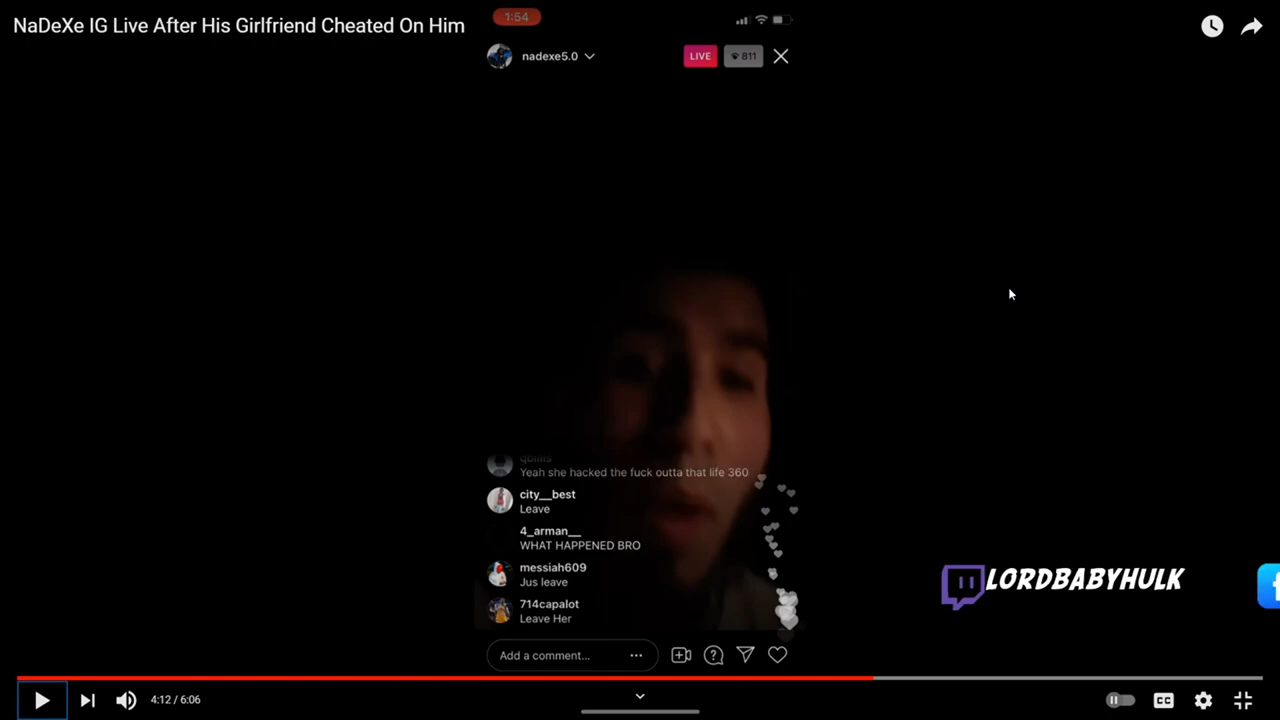 NaDeXe IG Live After His Girlfriend Cheated On Him
1:54
nadexe5.0
LIVE
811
Yeah she hacked the fuck outta that life 360
city__best
Leave
4_arman__
WHAT HAPPENED BRO
messiah609
Jus leave
714capalot
Leave Her
LORDBABYHULK
Add a comment...
4:12 / 6:06
CC